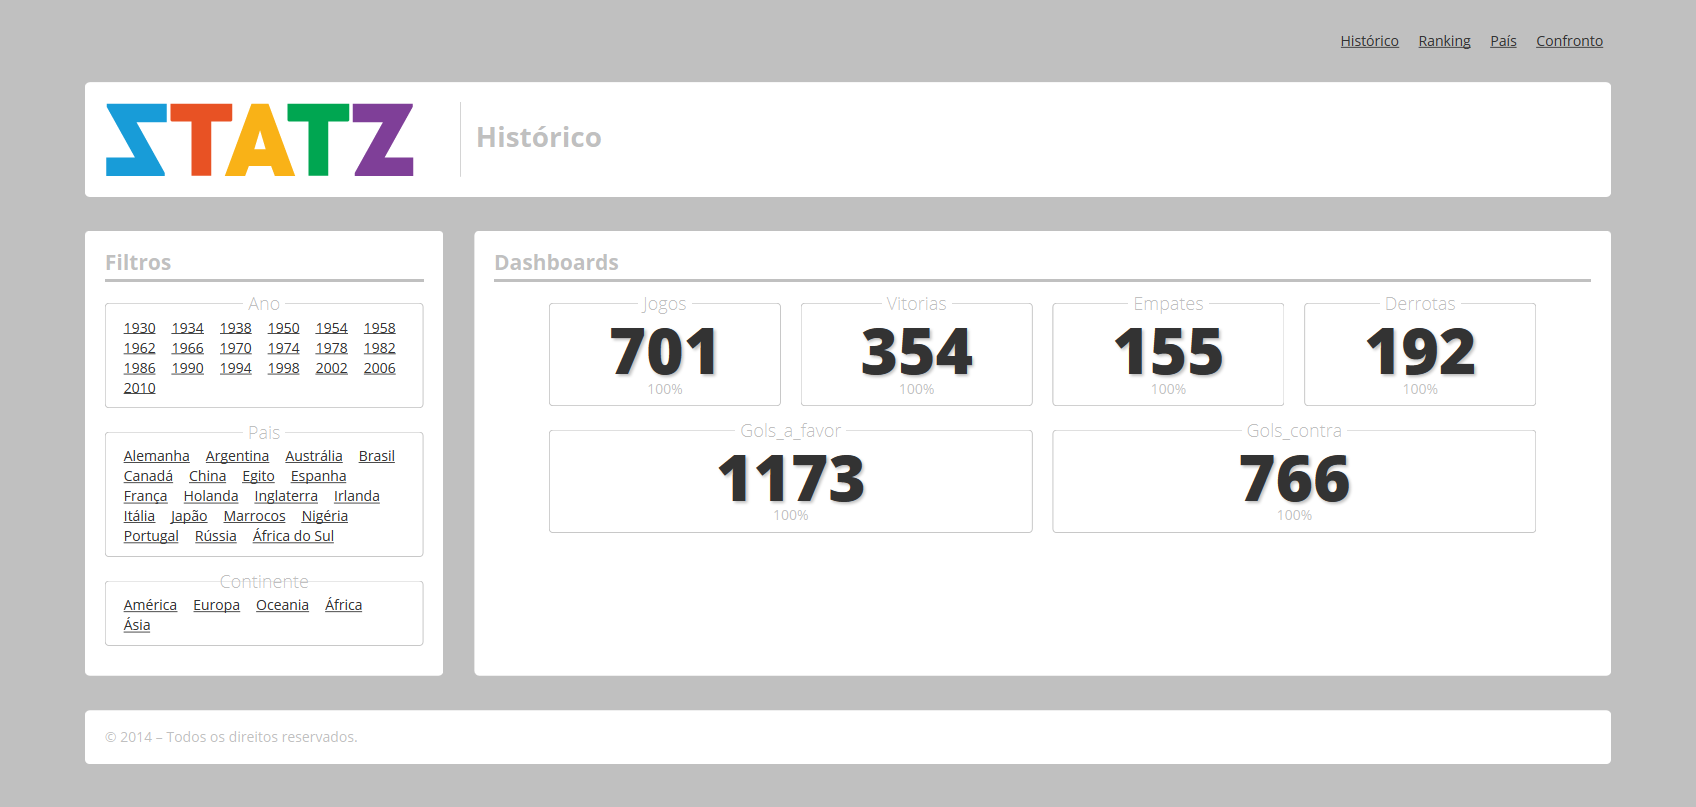 Histórico Ranking País Confronto
STATZ
Histórico
Filtros
Ano
1930 1934 1938 1950 1954 1958
1962 1966 1970 1974 1978 1982
1986 1990 1994 1998 2002 2006
2010
Pais
Alemanha Argentina Austrália Brasil
Canadá China Egito Espanha
França Holanda Inglaterra Irlanda
Itália Japão Marrocos Nigéria
Portugal Rússia África do Sul
Continente
América Europa Oceania África
Ásia
Dashboards
Jogos Vitorias Empates Derrotas
701 354 155 192
100% 100% 100% 100%
Gols_a_favor Gols_contra
1173 766
100% 100%
© 2014 – Todos os direitos reservados.